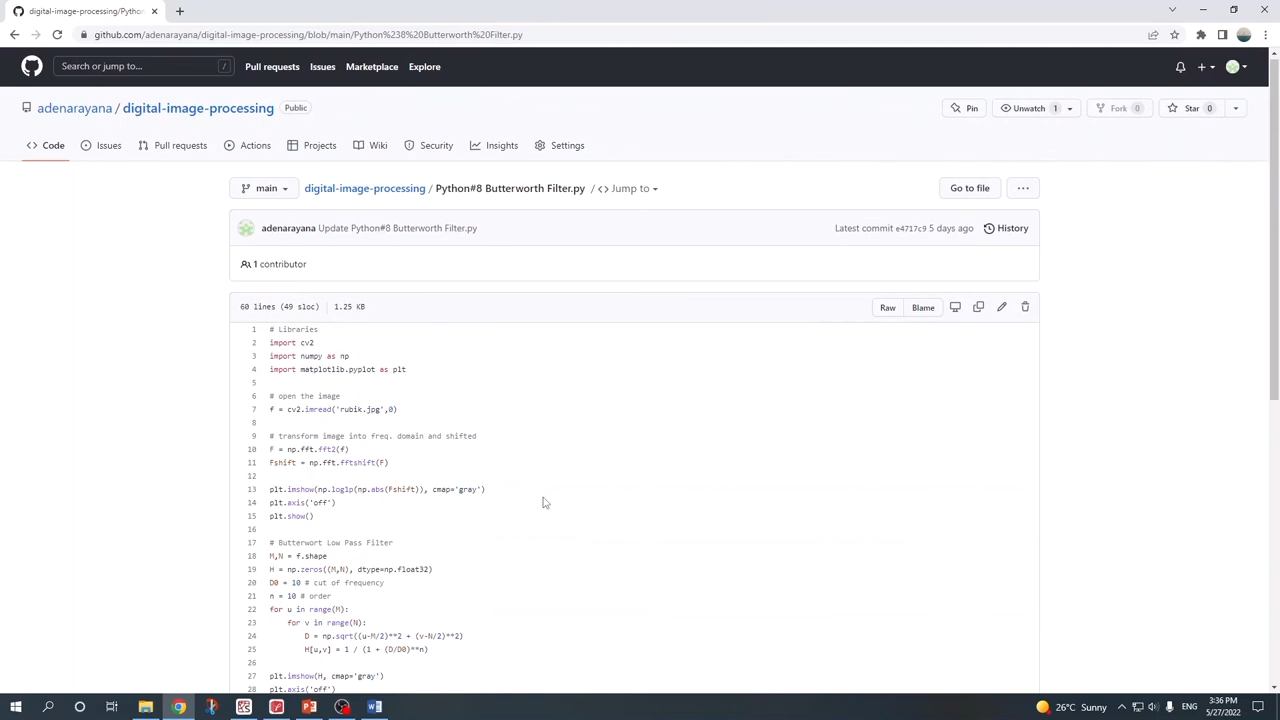 digital-image-processing/Python
github.com/adenarayana/digital-image-processing/blob/main/Python%238%20Butterworth%20Filter.py
Search or jump to... /
Pull requests Issues Marketplace Explore
adenarayana / digital-image-processing Public
Pin Unwatch 1 Fork 0 Star 0
Code Issues Pull requests Actions Projects Wiki Security Insights Settings
main digital-image-processing / Python#8 Butterworth Filter.py / <> Jump to Go to file ...
adenarayana Update Python#8 Butterworth Filter.py Latest commit e4717c9 5 days ago History
1 contributor
60 lines (49 sloc) 1.25 KB Raw Blame
1 # Libraries
2 import cv2
3 import numpy as np
4 import matplotlib.pyplot as plt
5
6 # open the image
7 f = cv2.imread('rubik.jpg',0)
8
9 # transform image into freq. domain and shifted
10 F = np.fft.fft2(f)
11 Fshift = np.fft.fftshift(F)
12
13 plt.imshow(np.log1p(np.abs(Fshift)), cmap='gray')
14 plt.axis('off')
15 plt.show()
16
17 # Butterwort Low Pass Filter
18 M,N = f.shape
19 H = np.zeros((M,N), dtype=np.float32)
20 D0 = 10 # cut of frequency
21 n = 10 # order
22 for u in range(M):
23 for v in range(N):
24 D = np.sqrt((u-M/2)**2 + (v-N/2)**2)
25 H[u,v] = 1 / (1 + (D/D0)**n)
26
27 plt.imshow(H, cmap='gray')
28 plt.axis('off')
26°C Sunny ENG 3:36 PM
5/27/2022